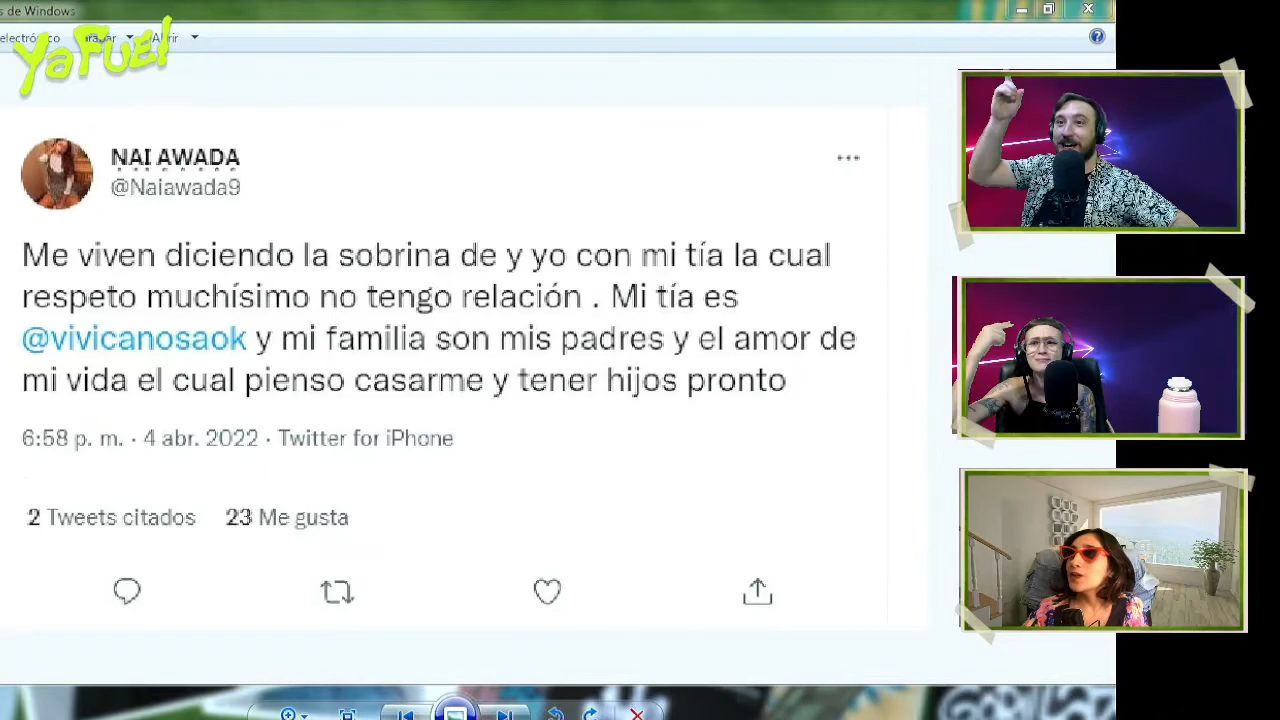 s de Windows
electrónico
Abrir
YaFue!
NAI AWADA
@Naiawada9
Me viven diciendo la sobrina de y yo con mi tía la cual
respeto muchísimo no tengo relación . Mi tía es
@vivicanosaok y mi familia son mis padres y el amor de
mi vida el cual pienso casarme y tener hijos pronto
6:58 p. m. · 4 abr. 2022 · Twitter for iPhone
2 Tweets citados 23 Me gusta